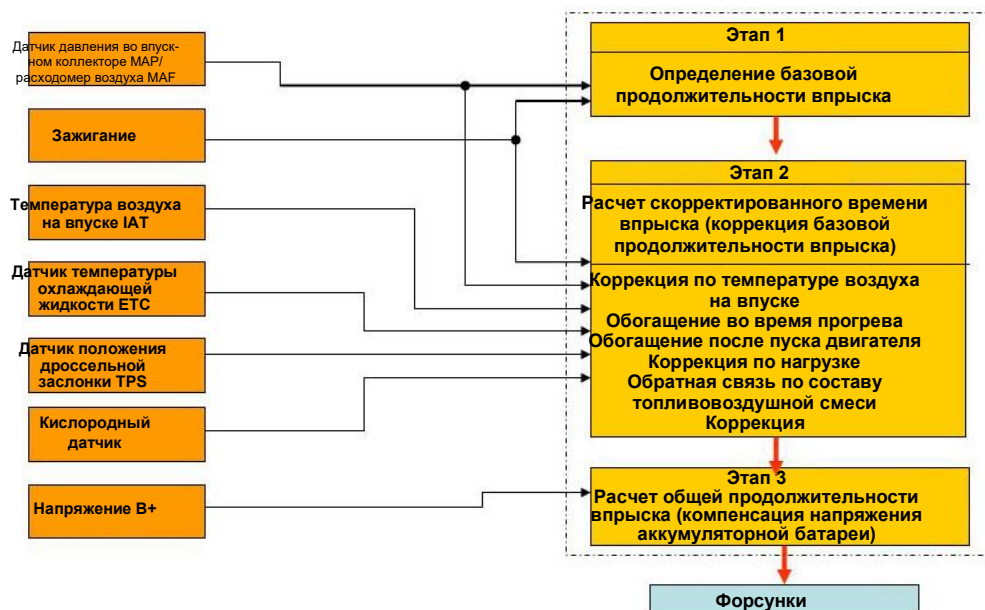 Датчик давления во впуск-
ном коллекторе MAP/
расходомер воздуха MAF
Зажигание
Температура воздуха
на впуске IAT
Датчик температуры
охлаждающей
жидкости ETC
Датчик положения
дроссельной
заслонки TPS
Кислородный
датчик
Напряжение B+
Этап 1
Определение базовой
продолжительности впрыска
Этап 2
Расчет скорректированного времени
впрыска (коррекция базовой
продолжительности впрыска)
Коррекция по температуре воздуха
на впуске
Обогащение во время прогрева
Обогащение после пуска двигателя
Коррекция по нагрузке
Обратная связь по составу
топливовоздушной смеси
Коррекция
Этап 3
Расчет общей продолжительности
впрыска (компенсация напряжения
аккумуляторной батареи)
Форсунки